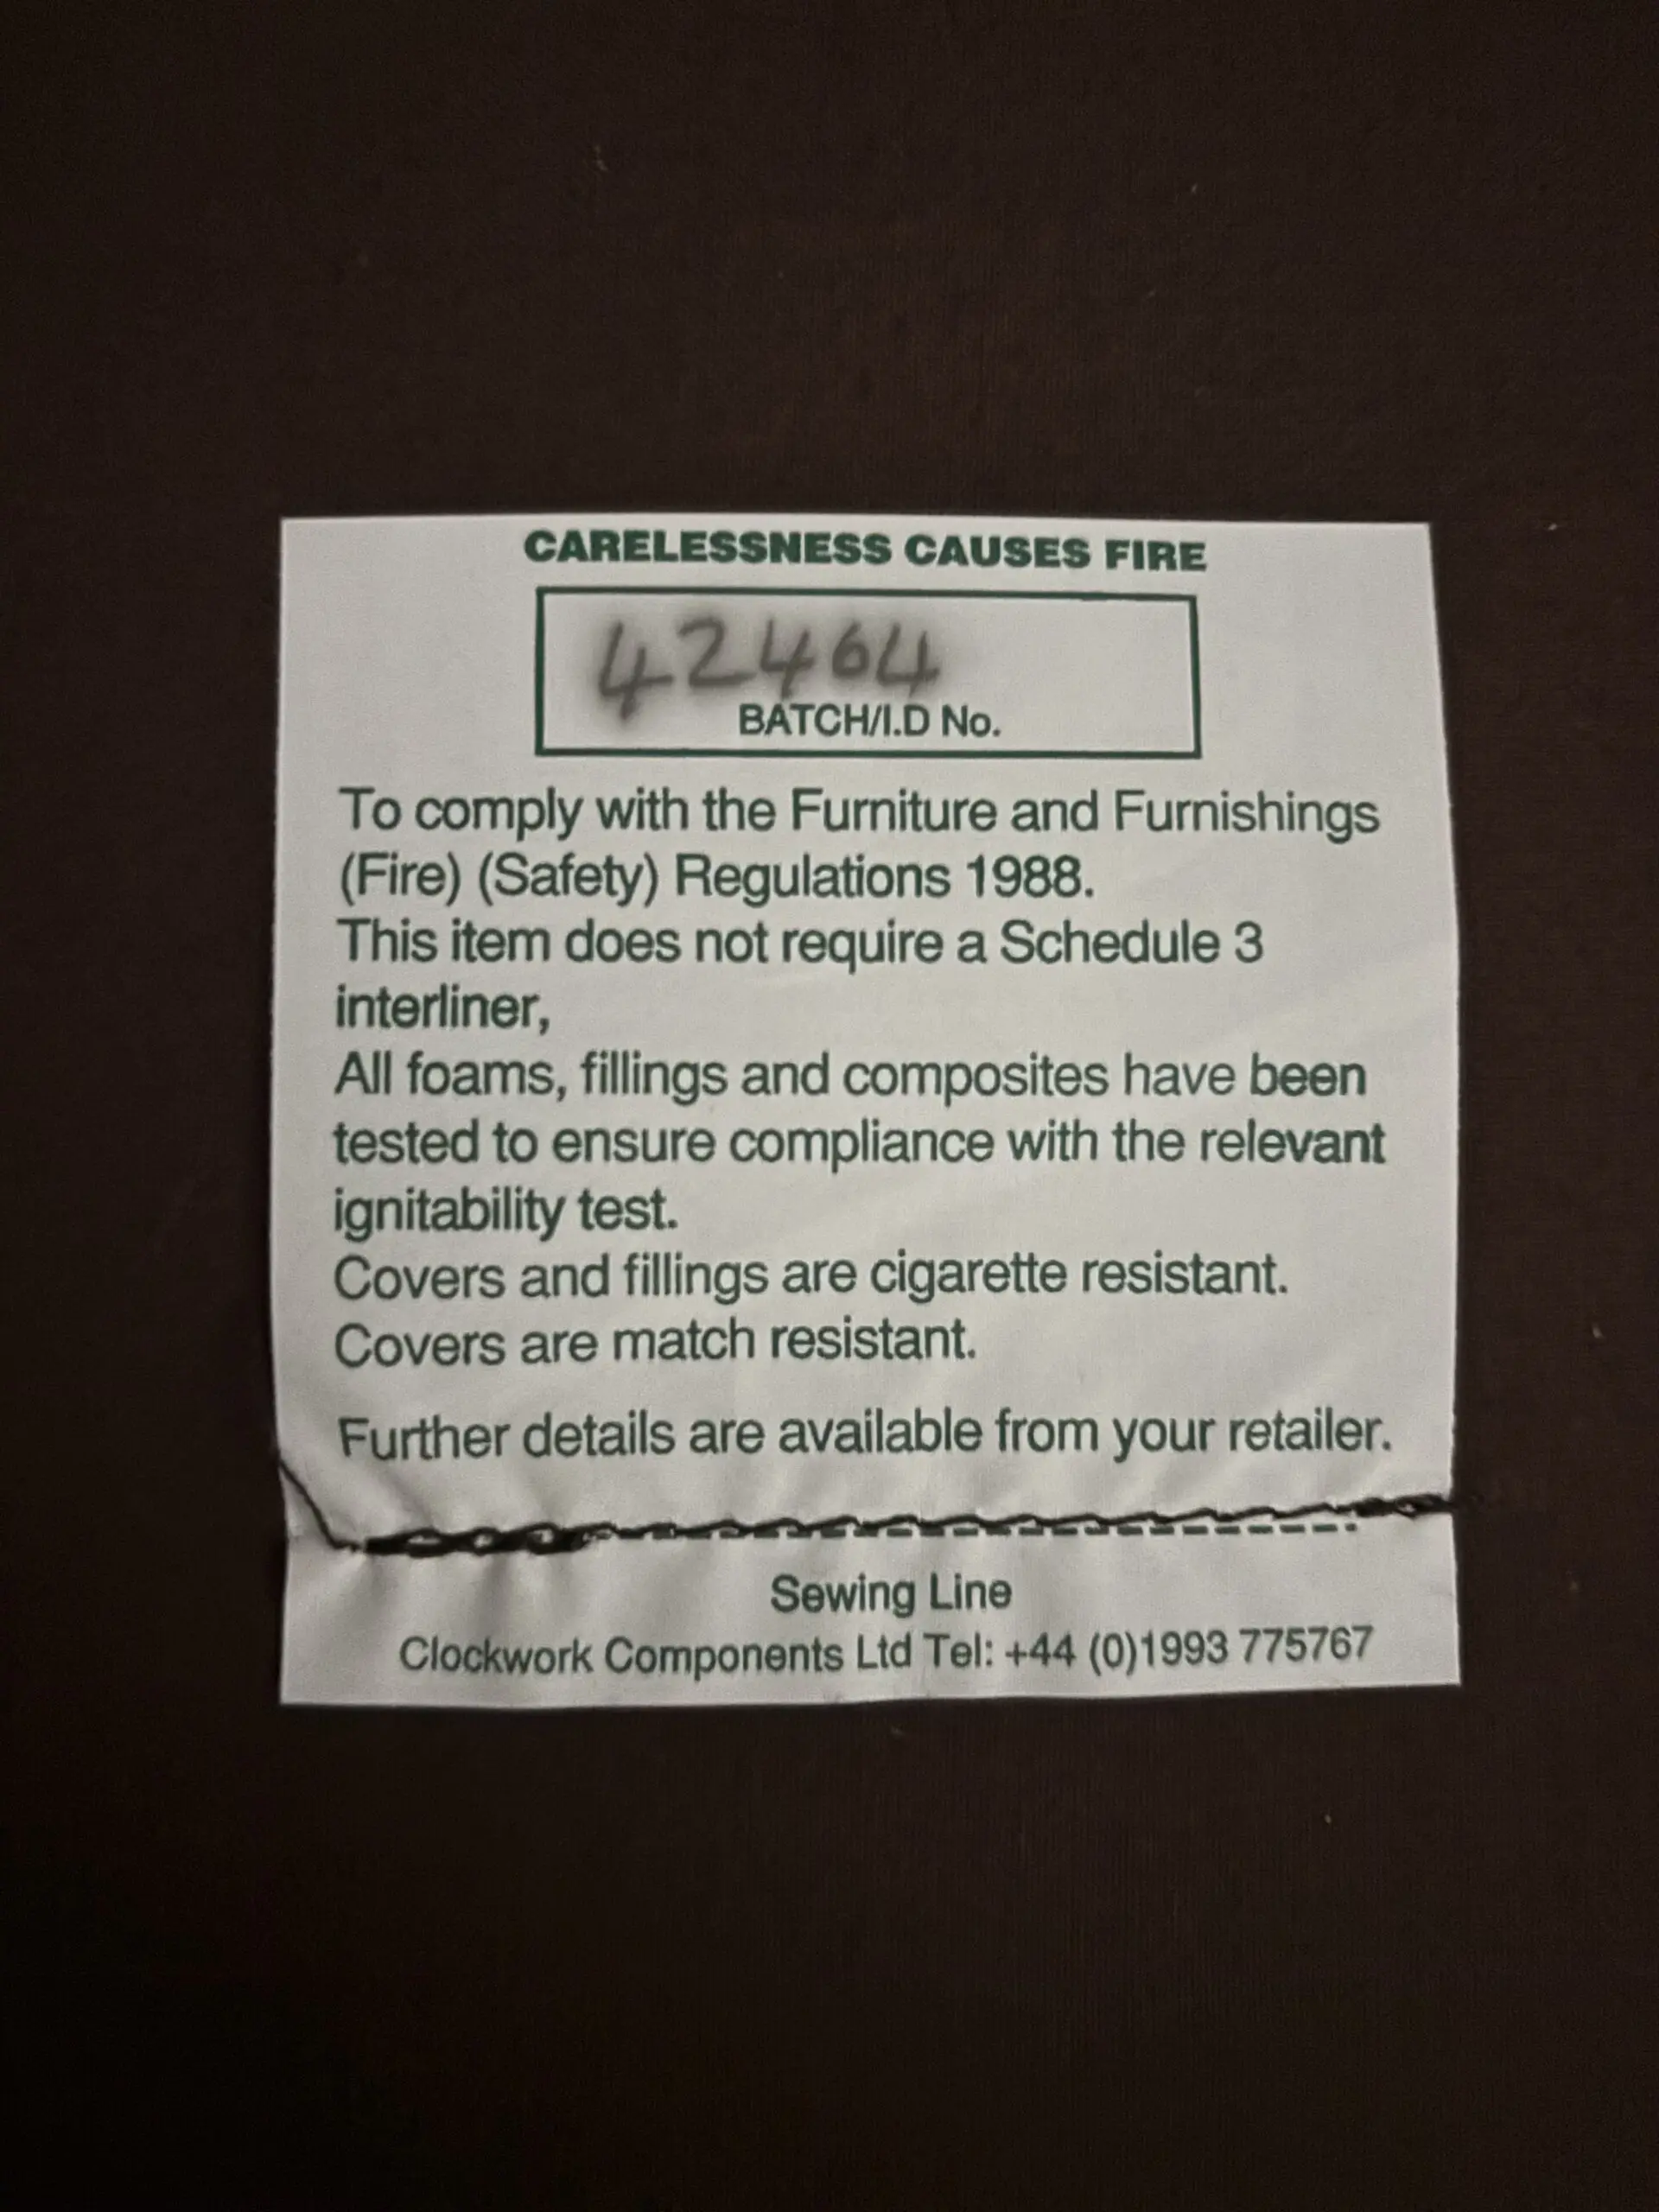 CARELESSNESS CAUSES FIRE
42464
BATCH/I.D No.
To comply with the Furniture and Furnishings
(Fire) (Safety) Regulations 1988.
This item does not require a Schedule 3
interliner,
All foams, fillings and composites have been
tested to ensure compliance with the relevant
ignitability test.
Covers and fillings are cigarette resistant.
Covers are match resistant.
Further details are available from your retailer.
Sewing Line
Clockwork Components Ltd Tel: +44 (0)1993 775767